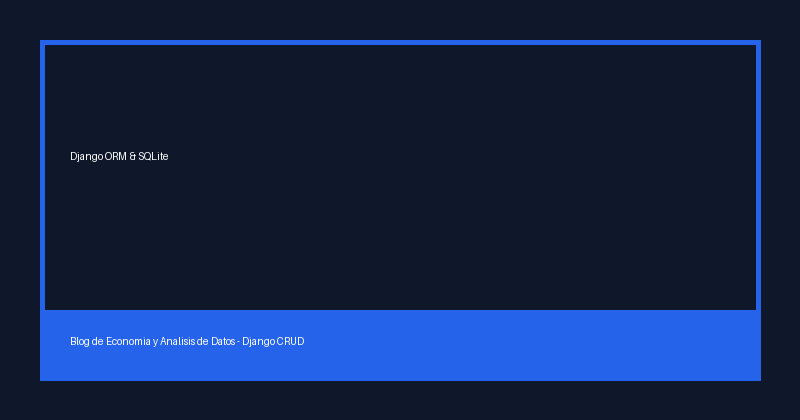 Django ORM & SQLite
Blog de Economia y Analisis de Datos - Django CRUD